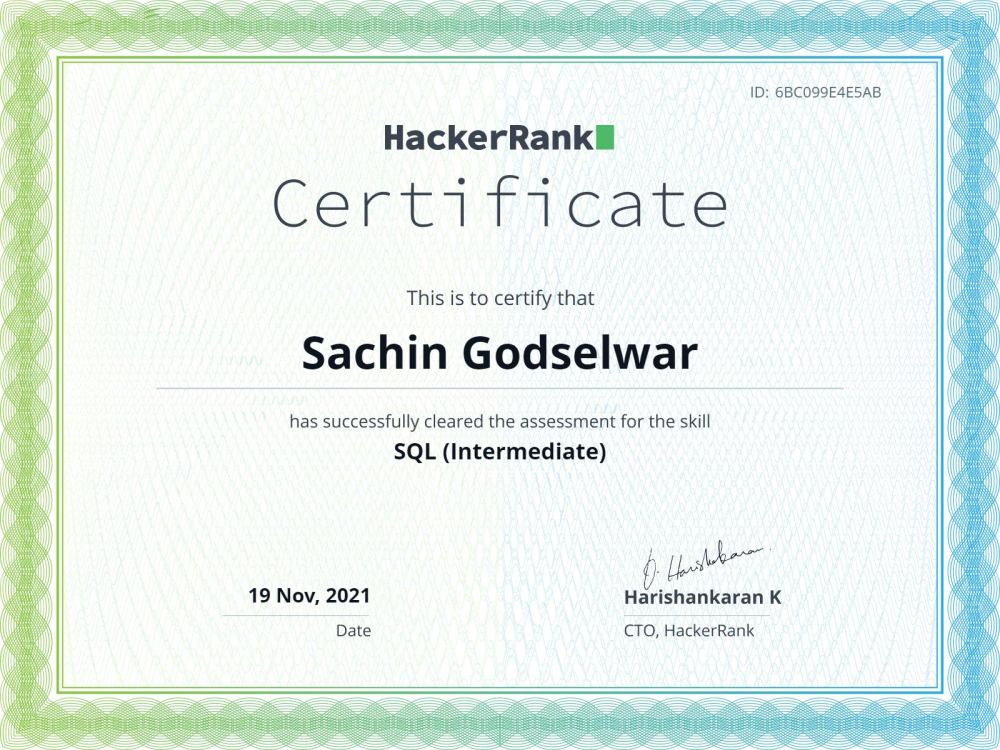 ID: 6BC099E4E5AB
HackerRank
Certificate
This is to certify that
Sachin Godselwar
has successfully cleared the assessment for the skill
SQL (Intermediate)
19 Nov, 2021
Date
Harishankaran K
CTO, HackerRank